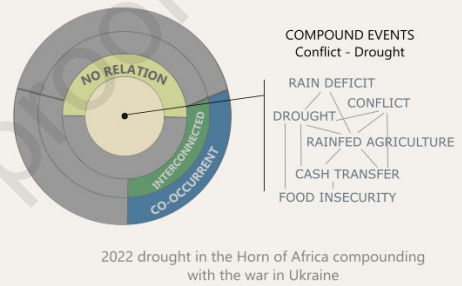 NO RELATION
INTERCONNECTED
CO-OCCURRENT
COMPOUND EVENTS
Conflict - Drought
RAIN DEFICIT
CONFLICT
DROUGHT
RAINFED AGRICULTURE
CASH TRANSFER
FOOD INSECURITY
2022 drought in the Horn of Africa compounding
with the war in Ukraine